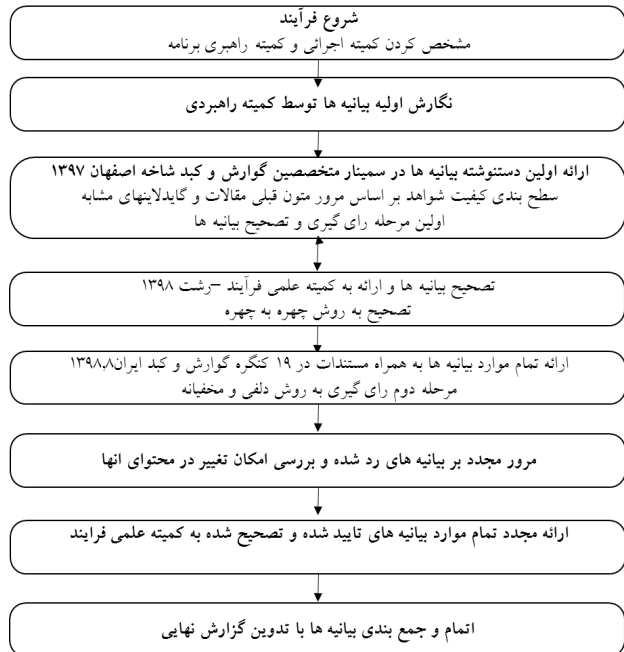 شروع فرآیند
مشخص کردن کمیته اجرائی و کمیته راهبری برنامه
نگارش اولیه بیانیه ها توسط کمیته راهبردی
ارائه اولین دستنوشته بیانیه ها در سمینار متخصصین گوارش و کبد شاخه اصفهان ۱۳۹۷
سطح بندی کیفیت شواهد بر اساس مرور متون قبلی مقالات و گایدلاینهای مشابه
اولین مرحله رای گیری و تصحیح بیانیه ها
تصحیح بیانیه ها و ارائه به کمیته علمی فرآیند –رشت ۱۳۹۸
تصحیح به روش چهره به چهره
ارائه تمام موارد بیانیه ها به همراه مستندات در ۱۹ کنگره گوارش و کبد ایران۱۳۹۸،۸
مرحله دوم رای گیری به روش دلفی و مخفیانه
مرور مجدد بر بیانیه های رد شده و بررسی امکان تغییر در محتوای انها
ارائه مجدد تمام موارد بیانیه های تایید شده و تصحیح شده به کمیته علمی فرایند
اتمام و جمع بندی بیانیه ها با تدوین گزارش نهایی